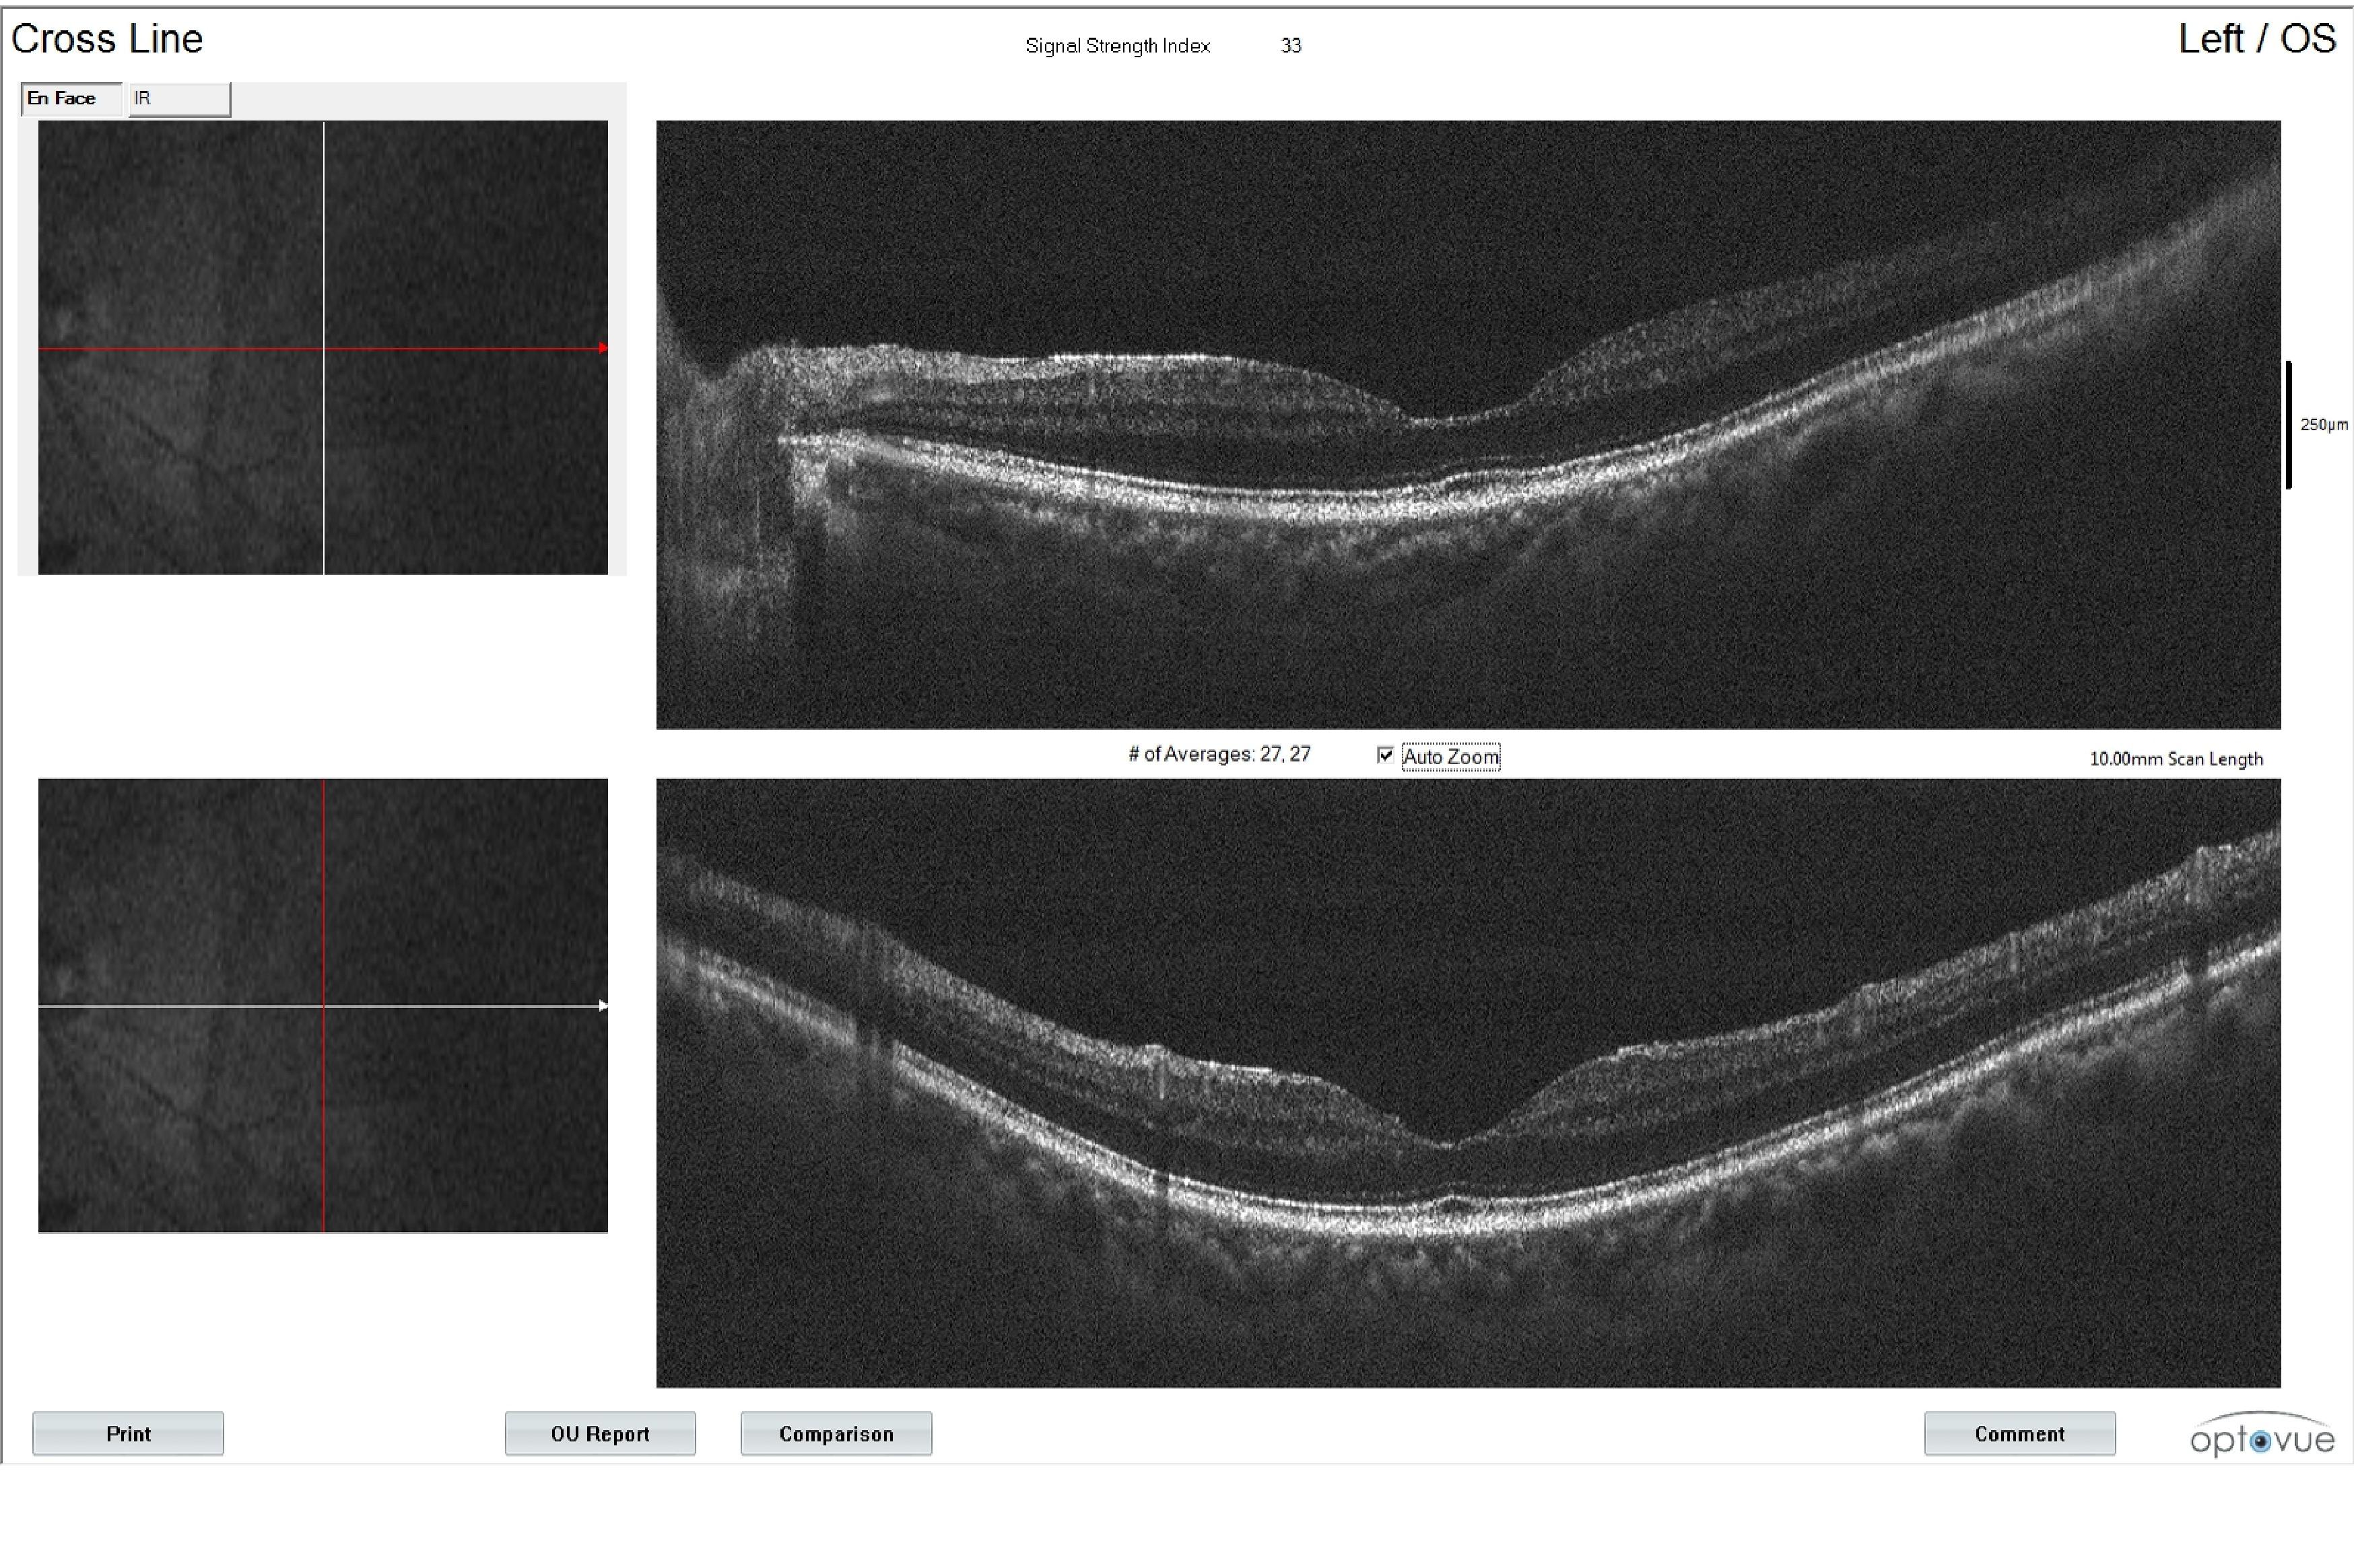 Cross Line
Signal Strength Index 33
Left / OS
En Face
IR
250µm
# of Averages: 27, 27
Auto Zoom
10.00mm Scan Length
Print
OU Report
Comparison
Comment
optovue